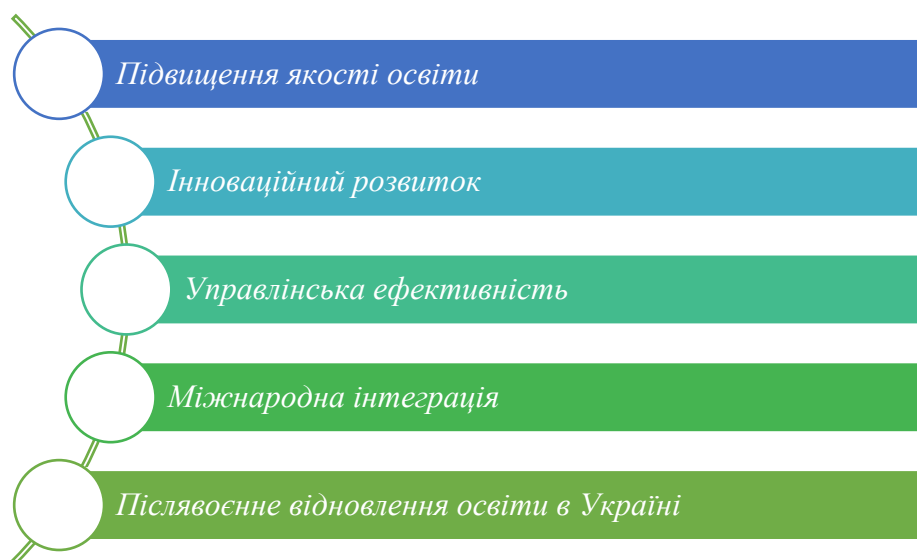 Підвищення якості освіти
Інноваційний розвиток
Управлінська ефективність
Міжнародна інтеграція
Післявоєнне відновлення освіти в Україні